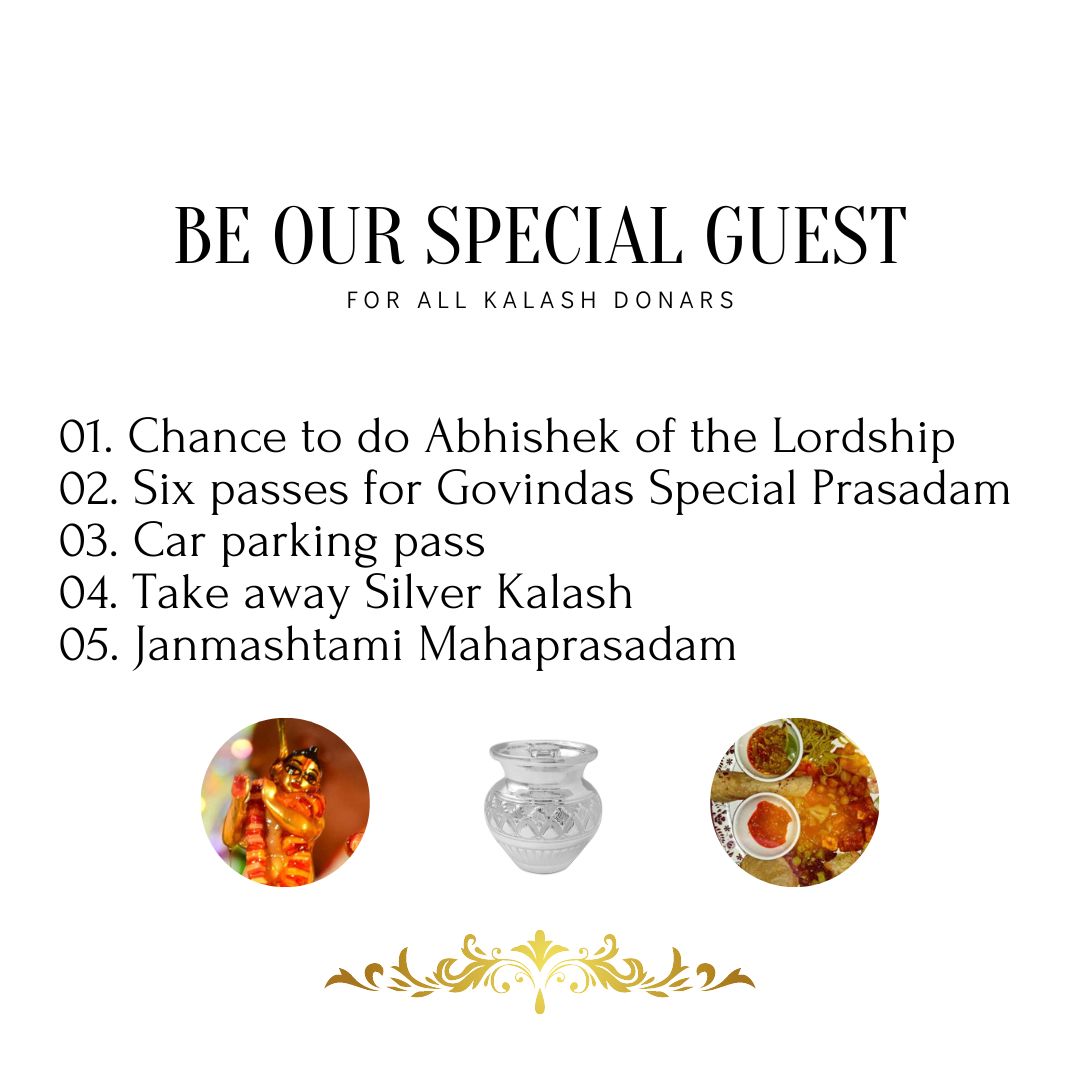 BE OUR SPECIAL GUEST
FOR ALL KALASH DONARS
01. Chance to do Abhishek of the Lordship
02. Six passes for Govindas Special Prasadam
03. Car parking pass
04. Take away Silver Kalash
05. Janmashtami Mahaprasadam